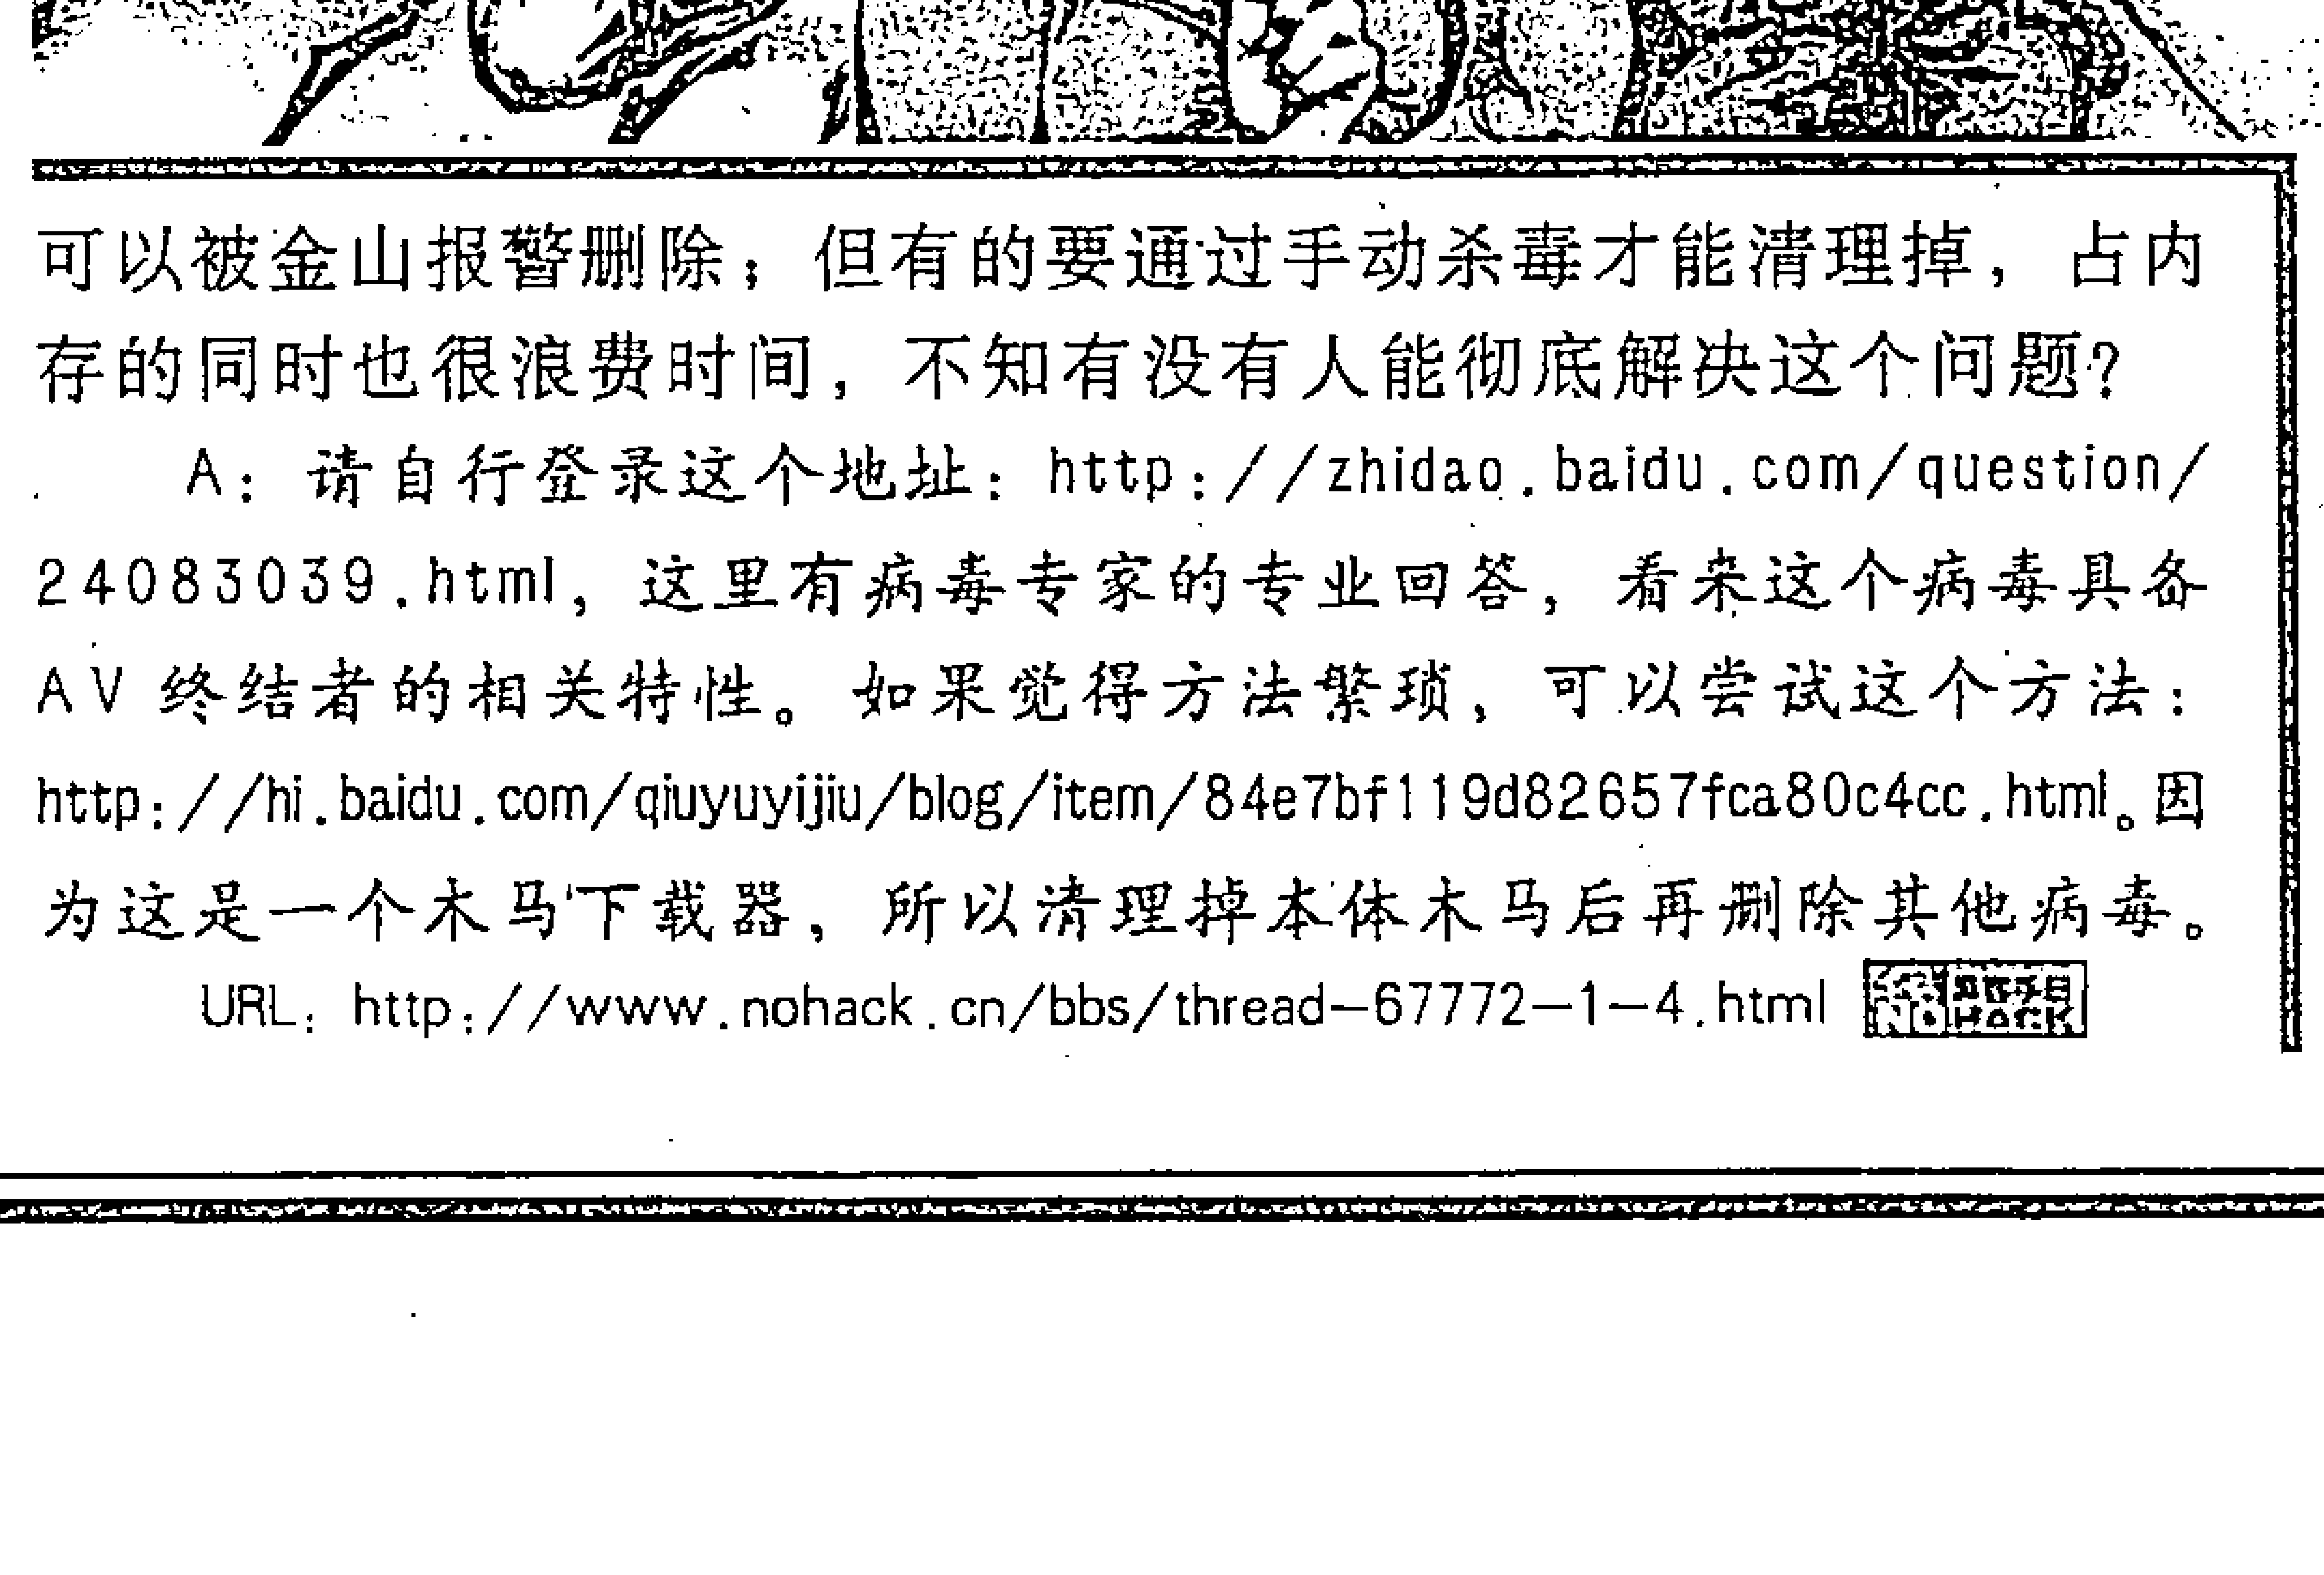 可以被金山报警删除；但有的要通过手动杀毒才能清理掉，占内
存的同时也很浪费时间，不知有没有人能彻底解决这个问题？
A：请自行登录这个地址：http://zhidao.baidu.com/question/
24083039.html，这里有病毒专家的专业回答，看来这个病毒具备
AV 终结者的相关特性。如果觉得方法繁琐，可以尝试这个方法：
http://hi.baidu.com/qiuyuyijiu/blog/item/84e7bf119d82657fca80c4cc.html。因
为这是一个木马下载器，所以清理掉本体木马后再删除其他病毒。
URL：http://www.nohack.cn/bbs/thread-67772-1-4.html